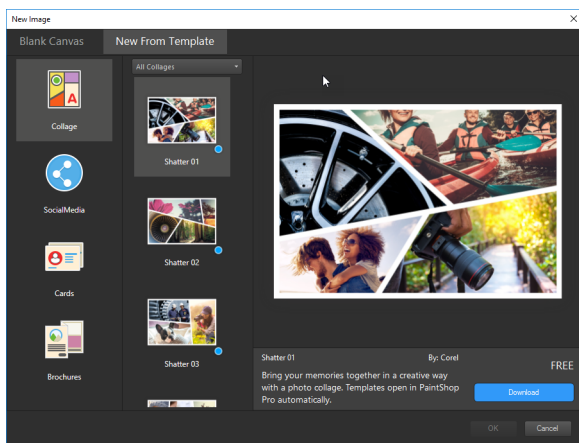 New Image
Blank Canvas
New From Template
All Collages
Collage
Shatter 01
SocialMedia
Shatter 02
Cards
Shatter 03
Brochures
Shatter 01
By: Corel
FREE
Bring your memories together in a creative way
with a photo collage. Templates open in PaintShop
Pro automatically.
Download
OK
Cancel